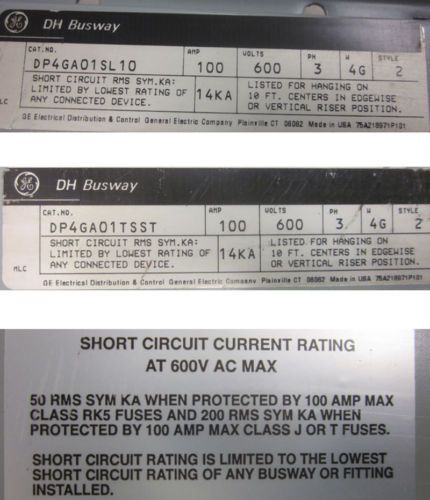 GE DH Busway
CAT.NO. AMP VOLTS PH W STYLE
DP4GA01SL10 100 600 3 4G 2
SHORT CIRCUIT RMS SYM.KA: LISTED FOR HANGING ON
LIMITED BY LOWEST RATING OF 14KA 10 FT. CENTERS IN EDGEWISE
MLC ANY CONNECTED DEVICE. OR VERTICAL RISER POSITION.
GE Electrical Distribution & Control General Electric Company Plainville CT 06062 Made in USA 75A218971P101
GE DH Busway
CAT.NO. AMP VOLTS PH W STYLE
DP4GA01TSST 100 600 3 4G 2
SHORT CIRCUIT RMS SYM.KA: LISTED FOR HANGING ON
LIMITED BY LOWEST RATING OF 14KA 10 FT. CENTERS IN EDGEWISE
MLC ANY CONNECTED DEVICE. OR VERTICAL RISER POSITION.
GE Electrical Distribution & Control General Electric Company Plainville CT 06062 Made in USA 75A218971P101
SHORT CIRCUIT CURRENT RATING
AT 600V AC MAX
50 RMS SYM KA WHEN PROTECTED BY 100 AMP MAX
CLASS RK5 FUSES AND 200 RMS SYM KA WHEN
PROTECTED BY 100 AMP MAX CLASS J OR T FUSES.
SHORT CIRCUIT RATING IS LIMITED TO THE LOWEST
SHORT CIRCUIT RATING OF ANY BUSWAY OR FITTING
INSTALLED.